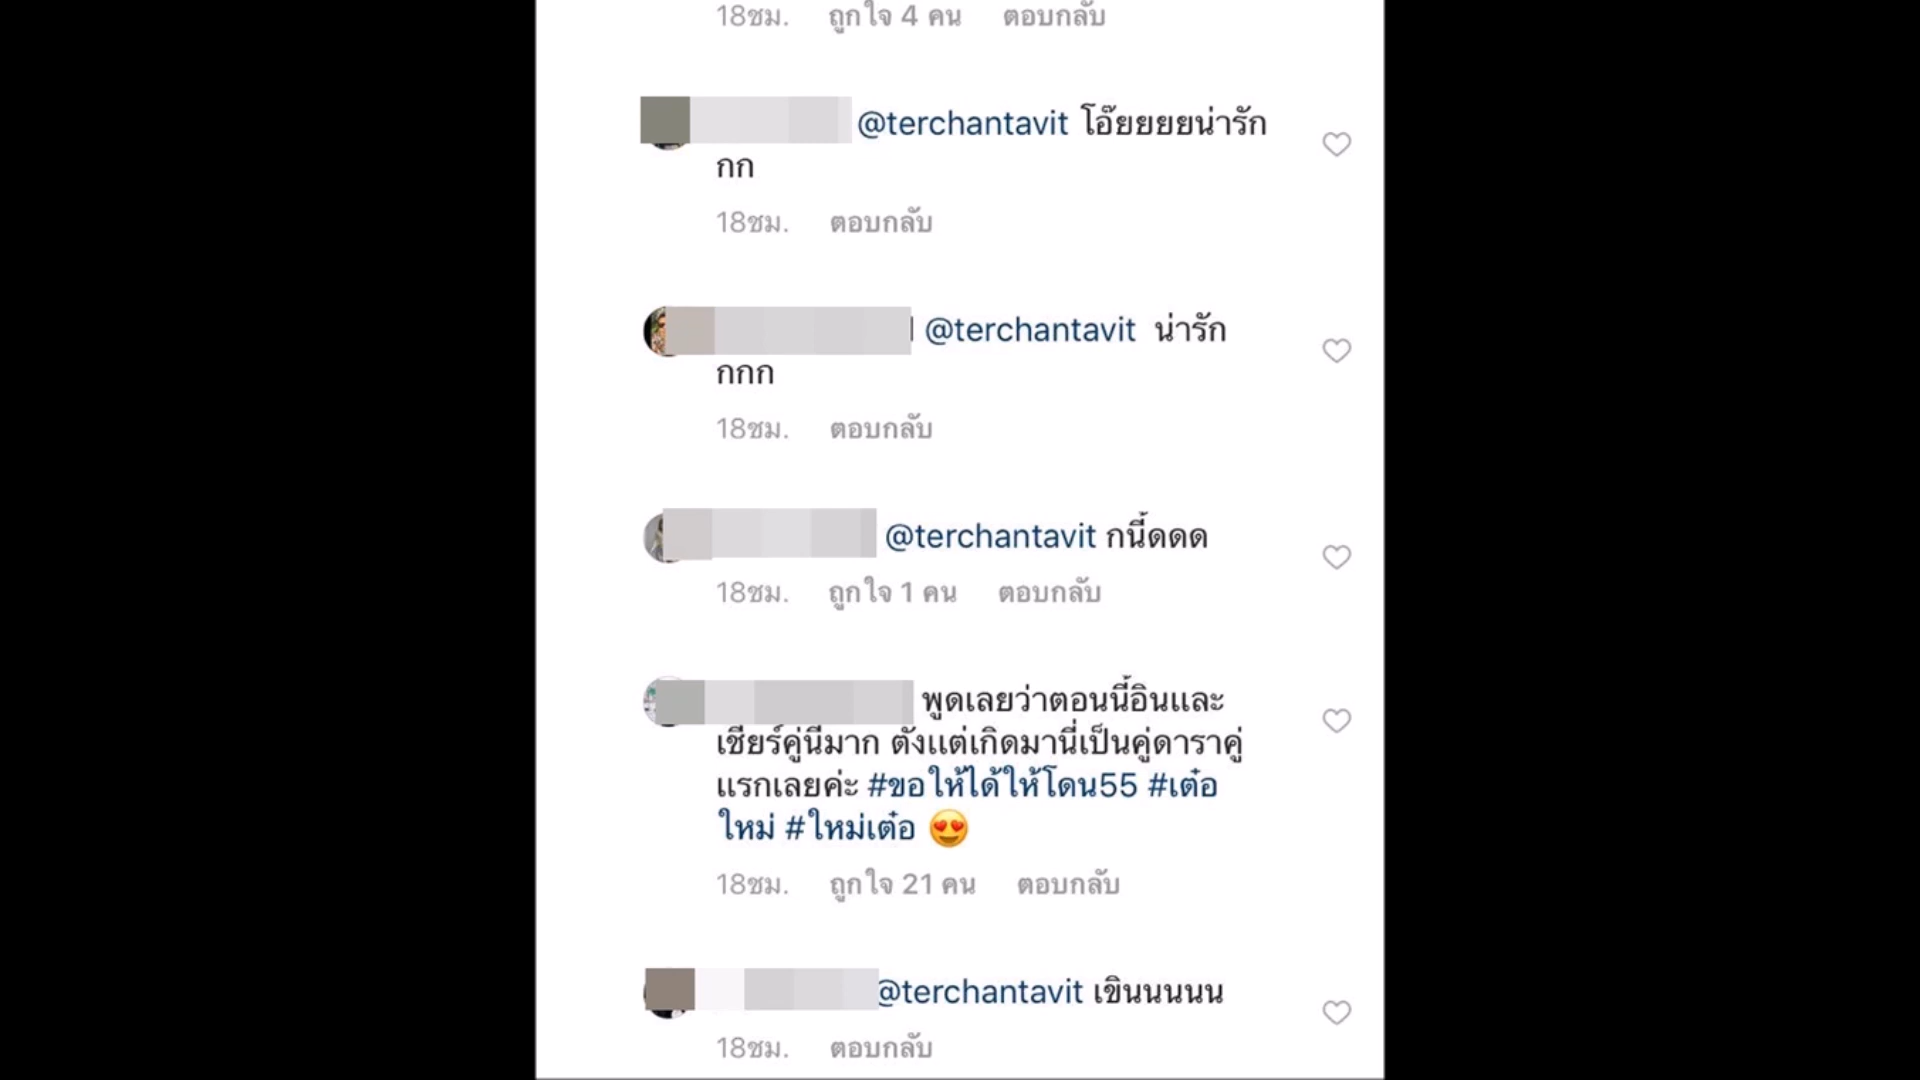 18ชม. ถูกใจ 4 คน ตอบกลับ
@terchantavit โอ๊ยยยยน่ารัก
กก
18ชม. ตอบกลับ
@terchantavit น่ารัก
กกก
18ชม. ตอบกลับ
@terchantavit กนี้ดดด
18ชม. ถูกใจ 1 คน ตอบกลับ
พูดเลยว่าตอนนี้อินและ
เชียร์คู่นี้มาก ตั้งแต่เกิดมานี่เป็นคู่ดาราคู่
แรกเลยค่ะ #ขอให้ได้ให้โดน55 #เต๋อ
ใหม่ #ใหม่เต๋อ 😍
18ชม. ถูกใจ 21 คน ตอบกลับ
@terchantavit เขินนนนน
18ชม. ตอบกลับ